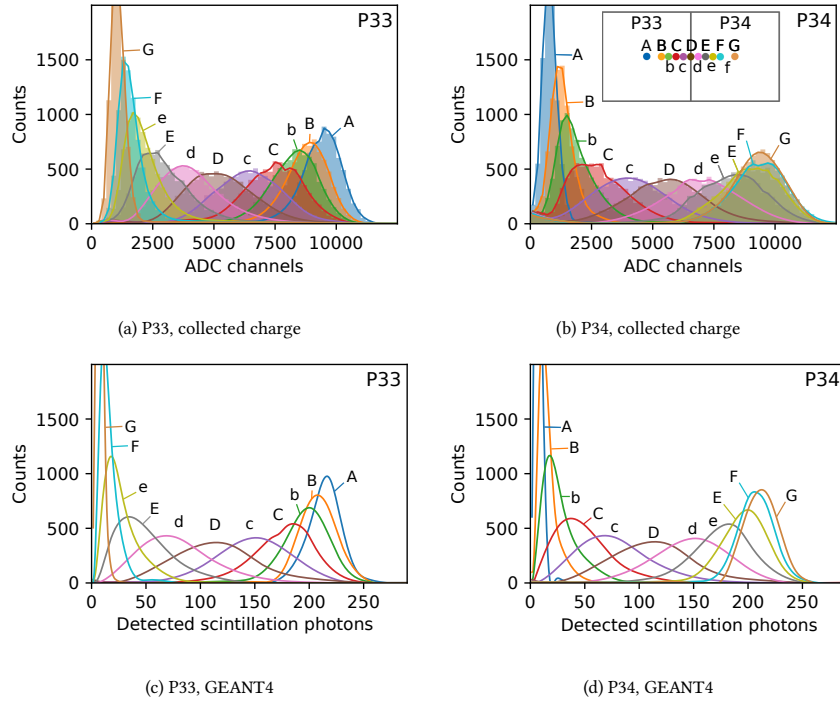 P33
G
F
e
E
d
D
c
C
b
B
A
0
500
1000
1500
Counts
0 2500 5000 7500 10000
ADC channels
(a) P33, collected charge
P34
P33 P34
A B C D E F G
b c d e f
A
B
b
C
c
D
d
e
E
F
G
0
500
1000
1500
Counts
0 2500 5000 7500 10000
ADC channels
(b) P34, collected charge
P33
G
F
e
E
d
D
c
C
b
B
A
0
500
1000
1500
Counts
0 50 100 150 200 250
Detected scintillation photons
(c) P33, GEANT4
P34
A
B
b
C
c
D
d
e
E
F
G
0
500
1000
1500
Counts
0 50 100 150 200 250
Detected scintillation photons
(d) P34, GEANT4